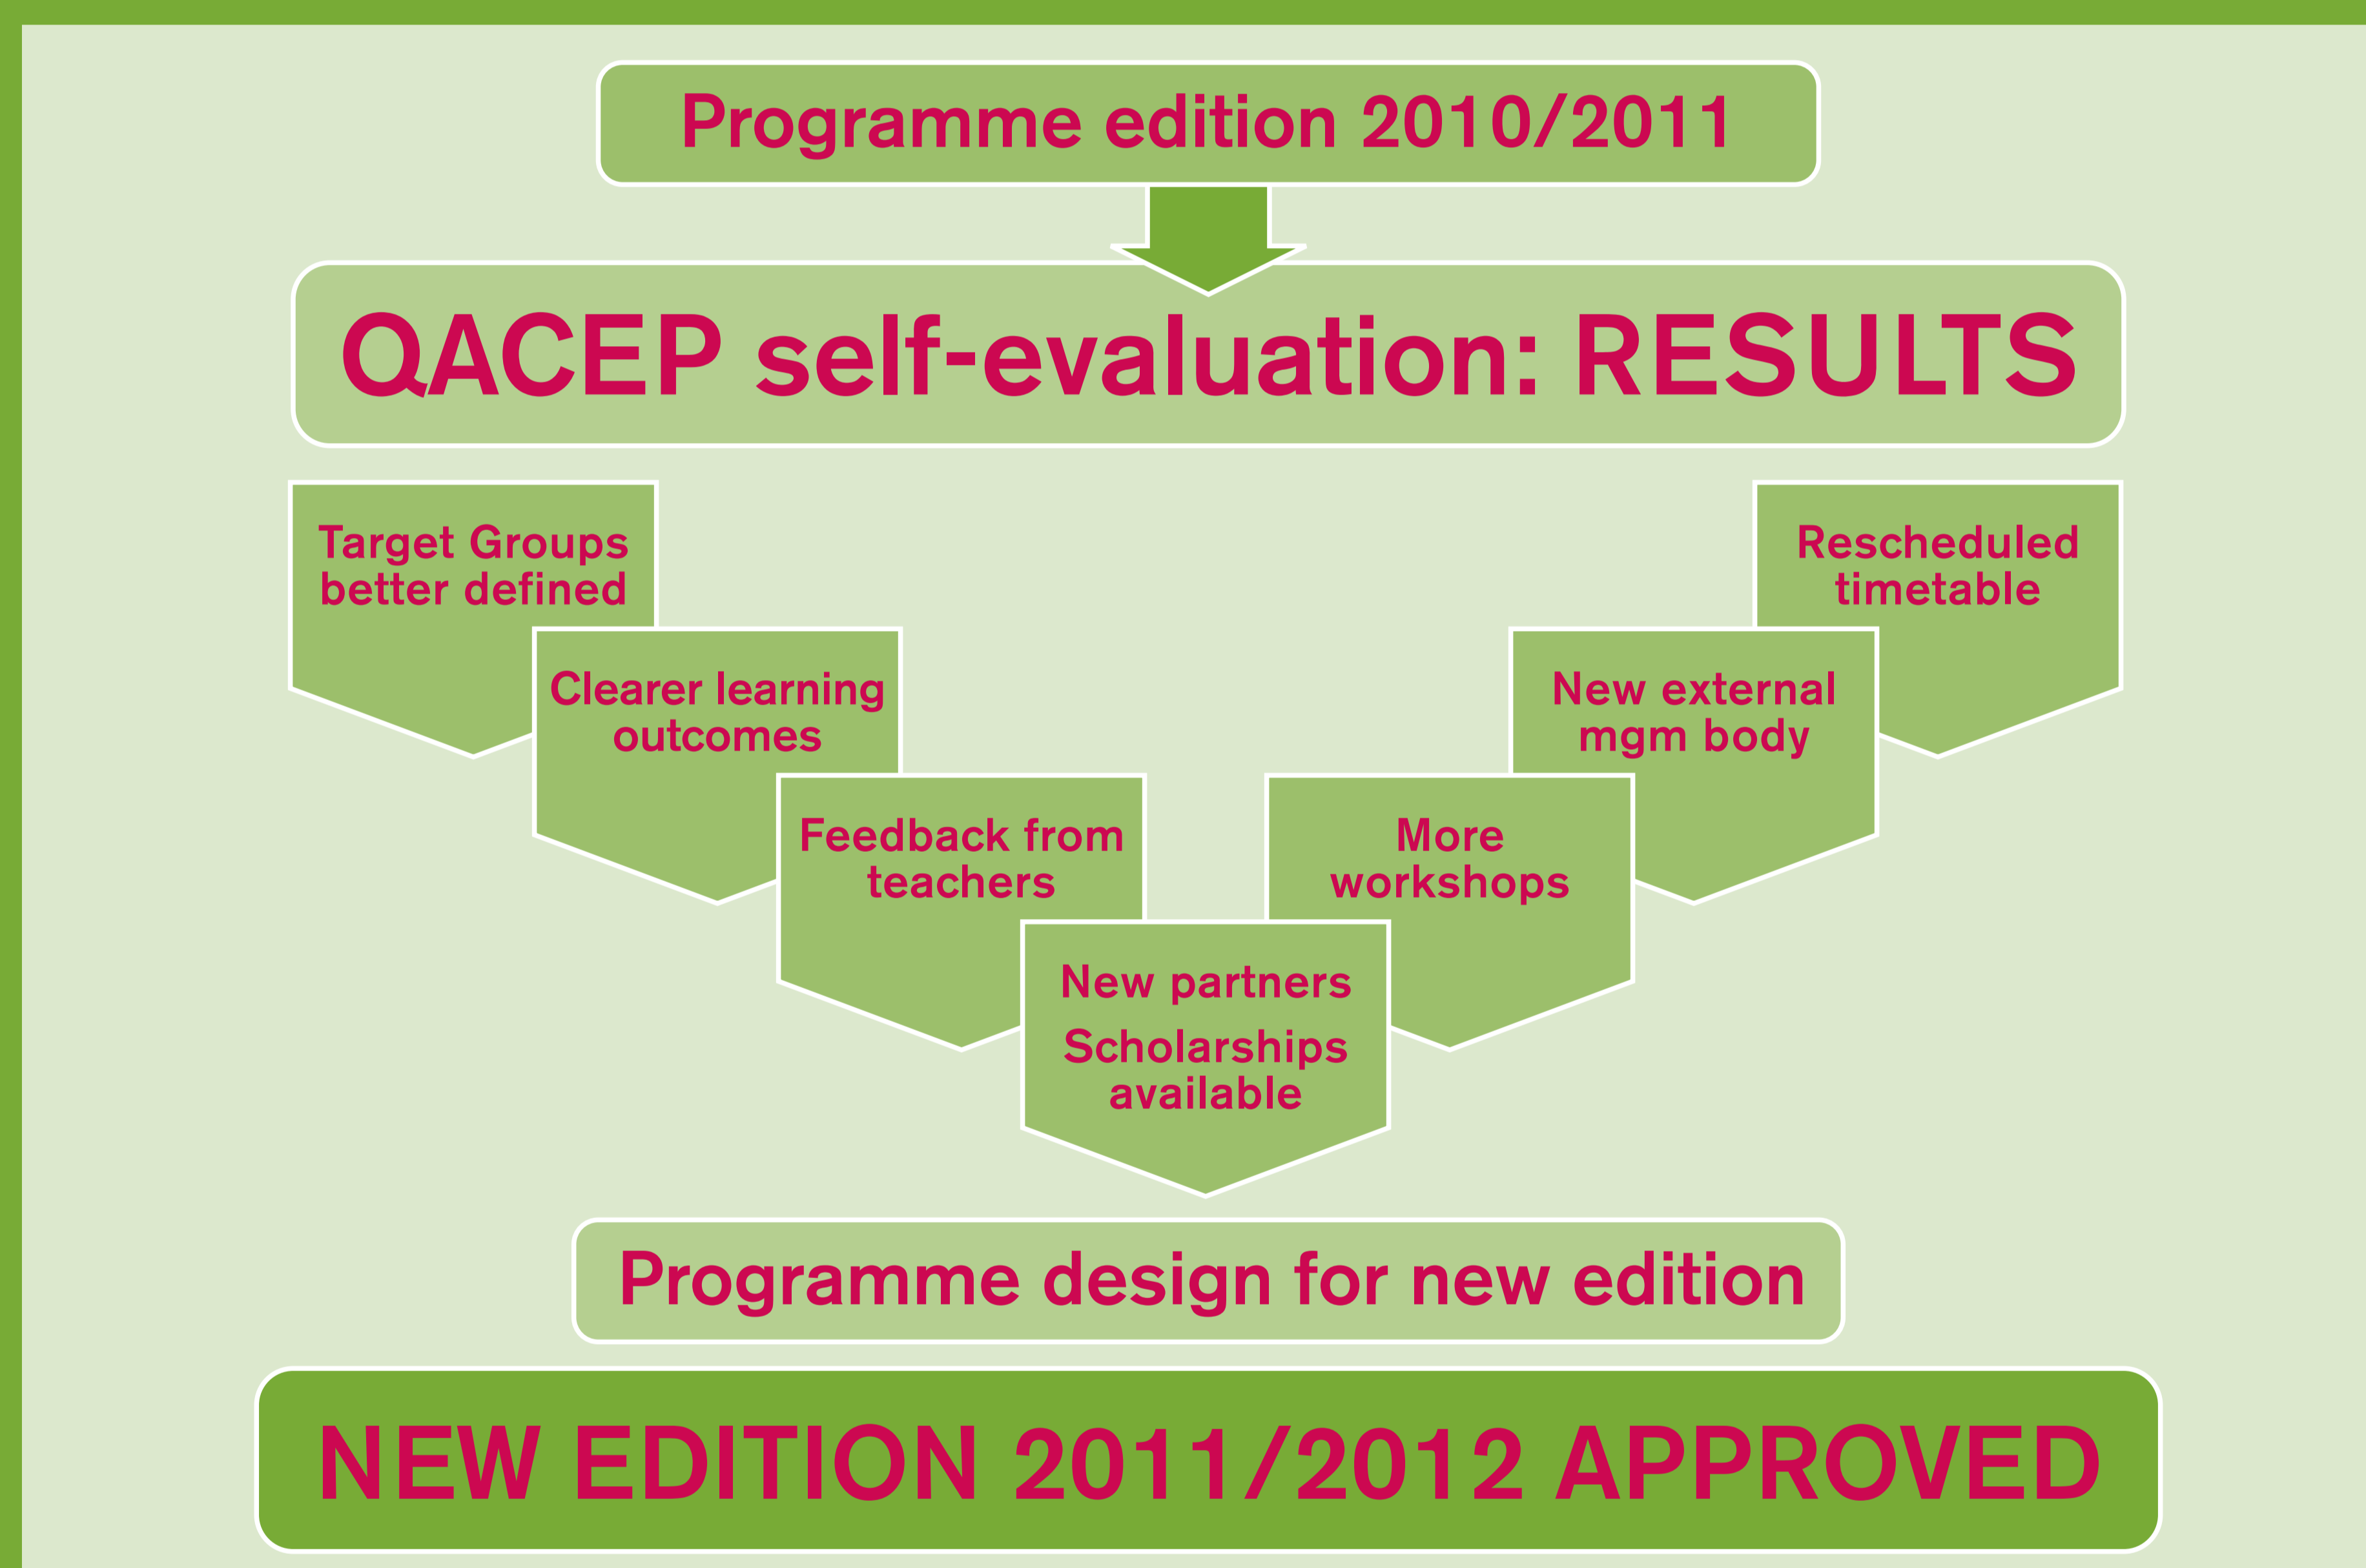 Programme edition 2010/2011
QACEP self-evaluation: RESULTS
Target Groups
better defined
Clearer learning
outcomes
Feedback from
teachers
New partners
Scholarships
available
More
workshops
New external
mgm body
Rescheduled
timetable
Programme design for new edition
NEW EDITION 2011/2012 APPROVED